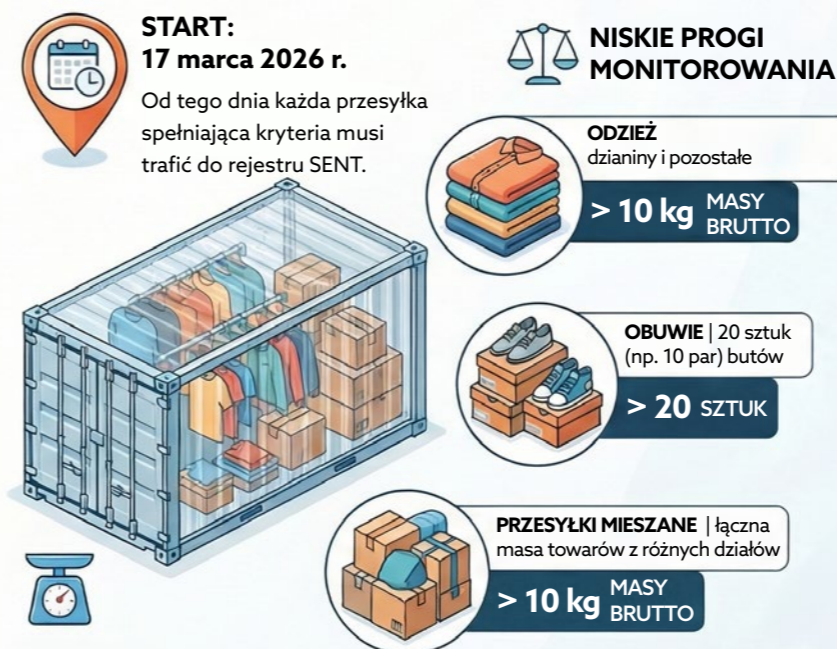 START:
17 marca 2026 r.
Od tego dnia każda przesyłka
spełniająca kryteria musi
trafić do rejestru SENT.
NISKIE PROGI
MONITOROWANIA
ODZIEŻ
dzianiny i pozostałe
> 10 kg MASY
BRUTTO
OBUWIE | 20 sztuk
(np. 10 par) butów
> 20 SZTUK
PRZESYŁKI MIESZANE | łączna
masa towarów z różnych działów
> 10 kg MASY
BRUTTO